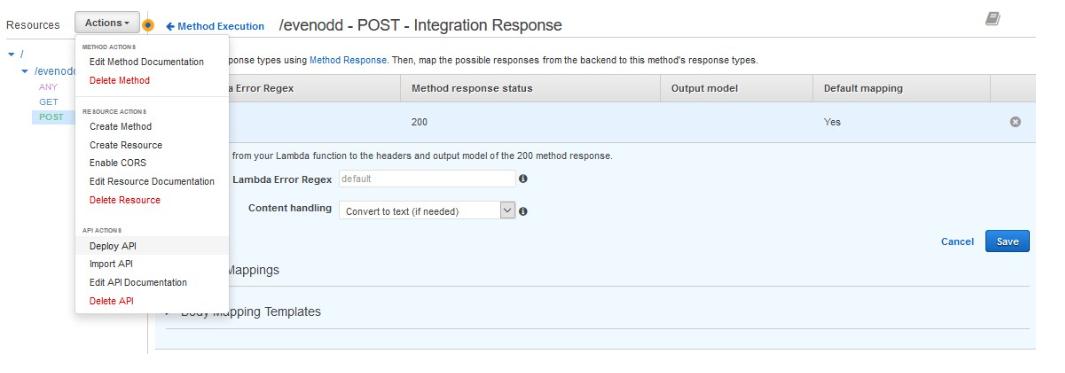 Resources
Actions
Method Execution
/evenodd - POST - Integration Response
METHOD ACTIONS
Edit Method Documentation
Delete Method
RESOURCE ACTIONS
Create Method
Create Resource
Enable CORS
Edit Resource Documentation
Delete Resource
API ACTIONS
Deploy API
Import API
Edit API Documentation
Delete API
/
/evenodd
ANY
GET
POST
ponse types using Method Response. Then, map the possible responses from the backend to this method's response types.
a Error Regex Method response status Output model Default mapping
200 Yes
from your Lambda function to the headers and output model of the 200 method response.
Lambda Error Regex default
Content handling Convert to text (if needed)
Cancel Save
Mappings
Body Mapping Templates